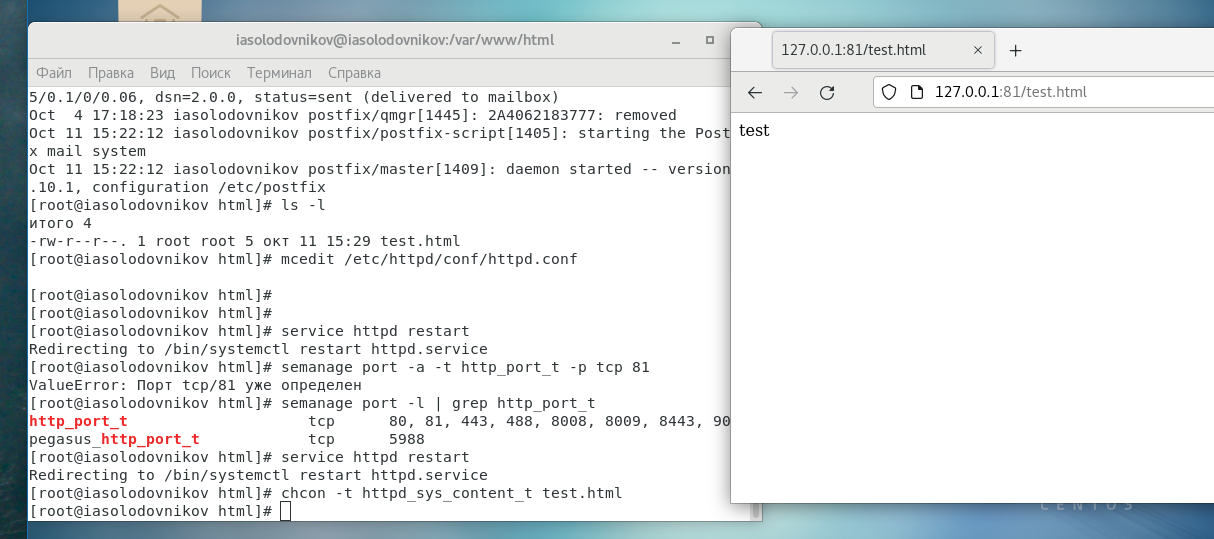 iasolodovnikov@iasolodovnikov:/var/www/html
Файл Правка Вид Поиск Терминал Справка
5/0.1/0/0.06, dsn=2.0.0, status=sent (delivered to mailbox)
Oct  4 17:18:23 iasolodovnikov postfix/qmgr[1445]: 2A4062183777: removed
Oct 11 15:22:12 iasolodovnikov postfix/postfix-script[1405]: starting the Post
x mail system
Oct 11 15:22:12 iasolodovnikov postfix/master[1409]: daemon started -- version
.10.1, configuration /etc/postfix
[root@iasolodovnikov html]# ls -l
итого 4
-rw-r--r--. 1 root root 5 окт 11 15:29 test.html
[root@iasolodovnikov html]# mcedit /etc/httpd/conf/httpd.conf
[root@iasolodovnikov html]#
[root@iasolodovnikov html]#
[root@iasolodovnikov html]# service httpd restart
Redirecting to /bin/systemctl restart httpd.service
[root@iasolodovnikov html]# semanage port -a -t http_port_t -p tcp 81
ValueError: Порт tcp/81 уже определен
[root@iasolodovnikov html]# semanage port -l | grep http_port_t
http_port_t                    tcp      80, 81, 443, 488, 8008, 8009, 8443, 90
pegasus_http_port_t            tcp      5988
[root@iasolodovnikov html]# service httpd restart
Redirecting to /bin/systemctl restart httpd.service
[root@iasolodovnikov html]# chcon -t httpd_sys_content_t test.html
[root@iasolodovnikov html]#
127.0.0.1:81/test.html
127.0.0.1:81/test.html
test
CENTOS